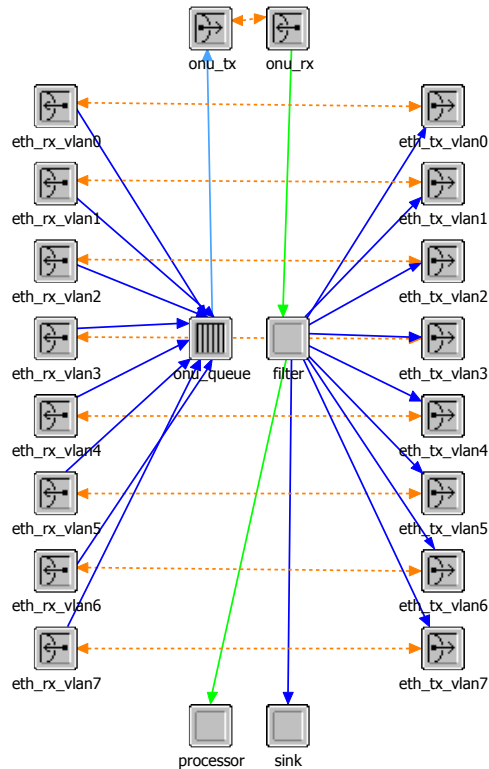 onu_tx
onu_rx
eth_rx_vlan0
eth_tx_vlan0
eth_rx_vlan1
eth_tx_vlan1
eth_rx_vlan2
eth_tx_vlan2
eth_rx_vlan3
onu_queue
filter
eth_tx_vlan3
eth_rx_vlan4
eth_tx_vlan4
eth_rx_vlan5
eth_tx_vlan5
eth_rx_vlan6
eth_tx_vlan6
eth_rx_vlan7
eth_tx_vlan7
processor
sink